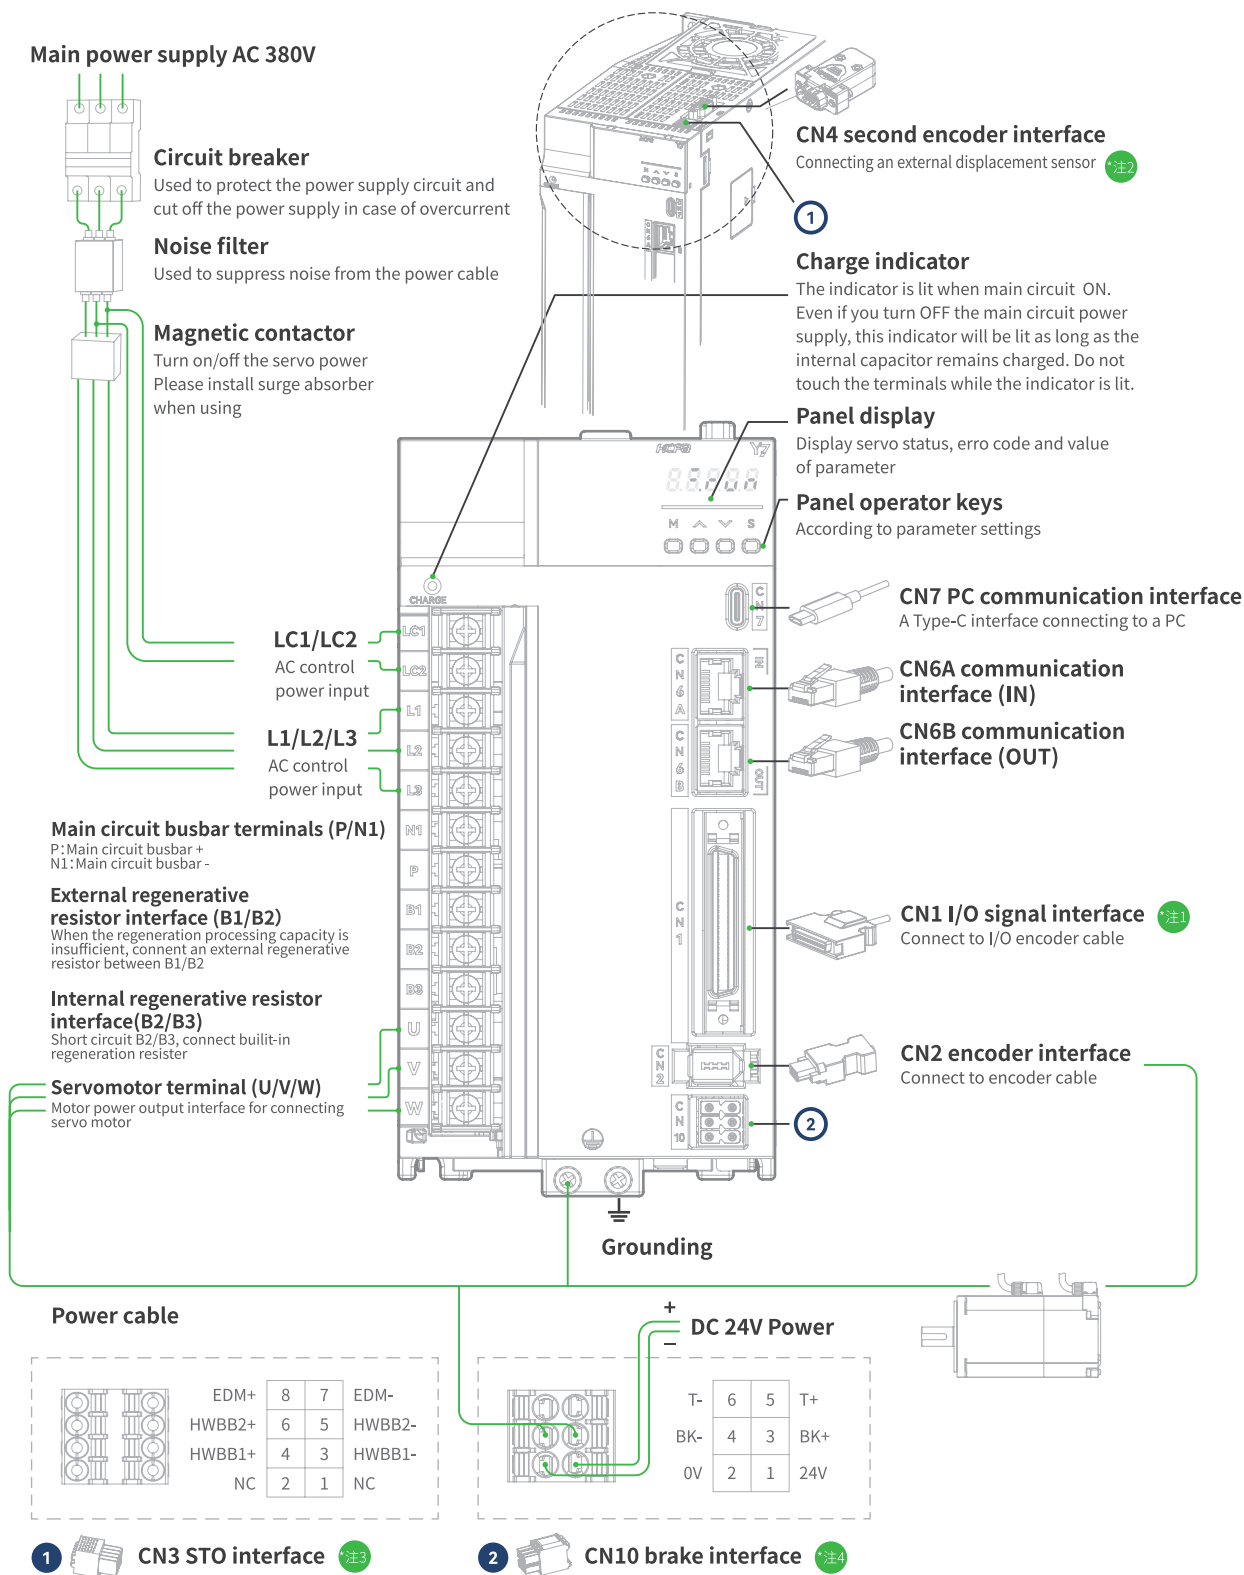 Main power supply AC 380V
Circuit breaker
Used to protect the power supply circuit and
cut off the power supply in case of overcurrent
Noise filter
Used to suppress noise from the power cable
Magnetic contactor
Turn on/off the servo power
Please install surge absorber
when using
CN4 second encoder interface
Connecting an external displacement sensor *注2
1
Charge indicator
The indicator is lit when main circuit ON.
Even if you turn OFF the main circuit power
supply, this indicator will be lit as long as the
internal capacitor remains charged. Do not
touch the terminals while the indicator is lit.
Panel display
Display servo status, erro code and value
of parameter
Panel operator keys
According to parameter settings
HCFA Y7
M S
CHARGE
CN7
CN7 PC communication interface
A Type-C interface connecting to a PC
LC1/LC2
AC control
power input
LC1
LC2
CN6A
IN
CN6A communication
interface (IN)
L1/L2/L3
AC control
power input
L1
L2
L3
CN6B
OUT
CN6B communication
interface (OUT)
Main circuit busbar terminals (P/N1)
P:Main circuit busbar +
N1:Main circuit busbar -
N1
P
External regenerative
resistor interface (B1/B2)
When the regeneration processing capacity is
insufficient, connent an external regenerative
resistor between B1/B2
B1
B2
B3
CN1
CN1 I/O signal interface *注1
Connect to I/O encoder cable
Internal regenerative resistor
interface(B2/B3)
Short circuit B2/B3, connect builit-in
regeneration resister
Servomotor terminal (U/V/W)
Motor power output interface for connecting
servo motor
U
V
W
CN2
CN2 encoder interface
Connect to encoder cable
CN10
2
Grounding
Power cable
+
DC 24V Power
−
EDM+ 8 7 EDM-
HWBB2+ 6 5 HWBB2-
HWBB1+ 4 3 HWBB1-
NC 2 1 NC
T- 6 5 T+
BK- 4 3 BK+
0V 2 1 24V
1 CN3 STO interface *注3
2 CN10 brake interface *注4